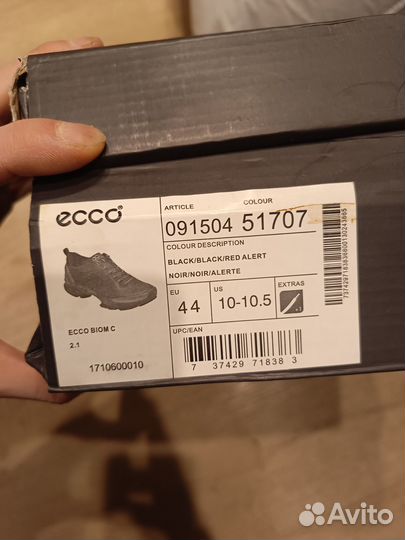 ecco®
ARTICLE COLOUR
091504 51707
COLOUR DESCRIPTION
BLACK/BLACK/RED ALERT
NOIR/NOIR/ALERTE
EU US EXTRAS
44 10-10.5
ECCO BIOM C
2.1
1710600010
UPC/EAN
7 37429 71838 3
Avito